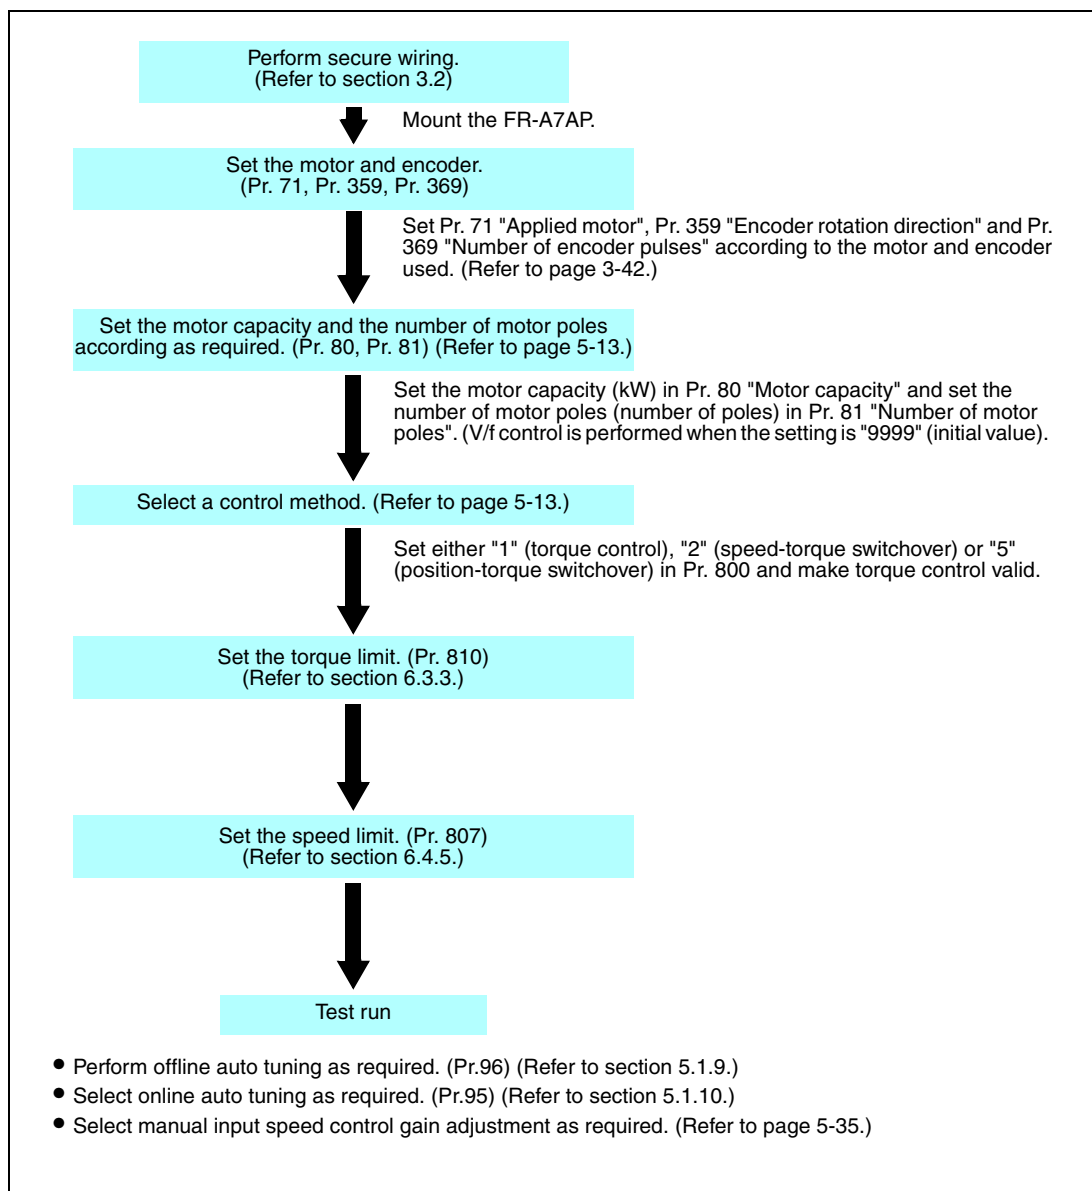 Perform secure wiring.
(Refer to section 3.2)
Mount the FR-A7AP.
Set the motor and encoder.
(Pr. 71, Pr. 359, Pr. 369)
Set Pr. 71 "Applied motor", Pr. 359 "Encoder rotation direction" and Pr.
369 "Number of encoder pulses" according to the motor and encoder
used. (Refer to page 3-42.)
Set the motor capacity and the number of motor poles
according as required. (Pr. 80, Pr. 81) (Refer to page 5-13.)
Set the motor capacity (kW) in Pr. 80 "Motor capacity" and set the
number of motor poles (number of poles) in Pr. 81 "Number of motor
poles". (V/f control is performed when the setting is "9999" (initial value).
Select a control method. (Refer to page 5-13.)
Set either "1" (torque control), "2" (speed-torque switchover) or "5"
(position-torque switchover) in Pr. 800 and make torque control valid.
Set the torque limit. (Pr. 810)
(Refer to section 6.3.3.)
Set the speed limit. (Pr. 807)
(Refer to section 6.4.5.)
Test run
● Perform offline auto tuning as required. (Pr.96) (Refer to section 5.1.9.)
● Select online auto tuning as required. (Pr.95) (Refer to section 5.1.10.)
● Select manual input speed control gain adjustment as required. (Refer to page 5-35.)